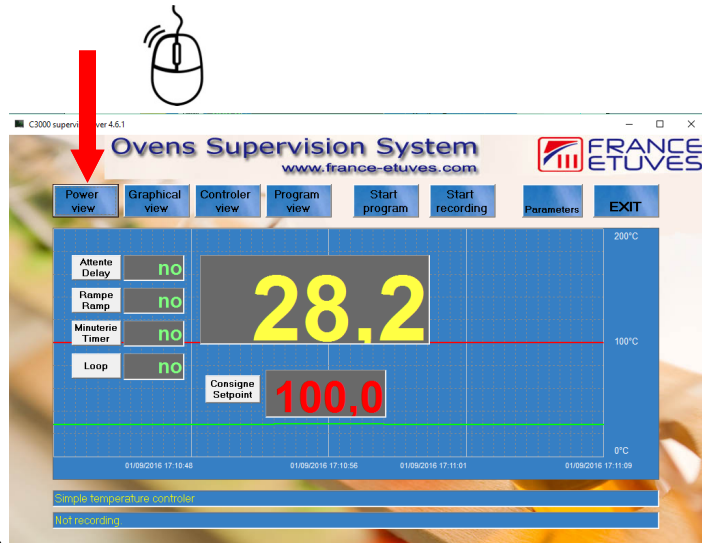 C3000 supervi ver 4.6.1
Ovens Supervision System
www.france-etuves.com
FRANCE
ETUVES
Power
view
Graphical
view
Controler
view
Program
view
Start
program
Start
recording
Parameters
EXIT
200°C
Attente
Delay
no
Rampe
Ramp
no
Minuterie
Timer
no
Loop
no
28,2
100°C
Consigne
Setpoint
100,0
0°C
01/09/2016 17:10:48
01/09/2016 17:10:56
01/09/2016 17:11:01
01/09/2016 17:11:09
Simple temperature controler
Not recording.